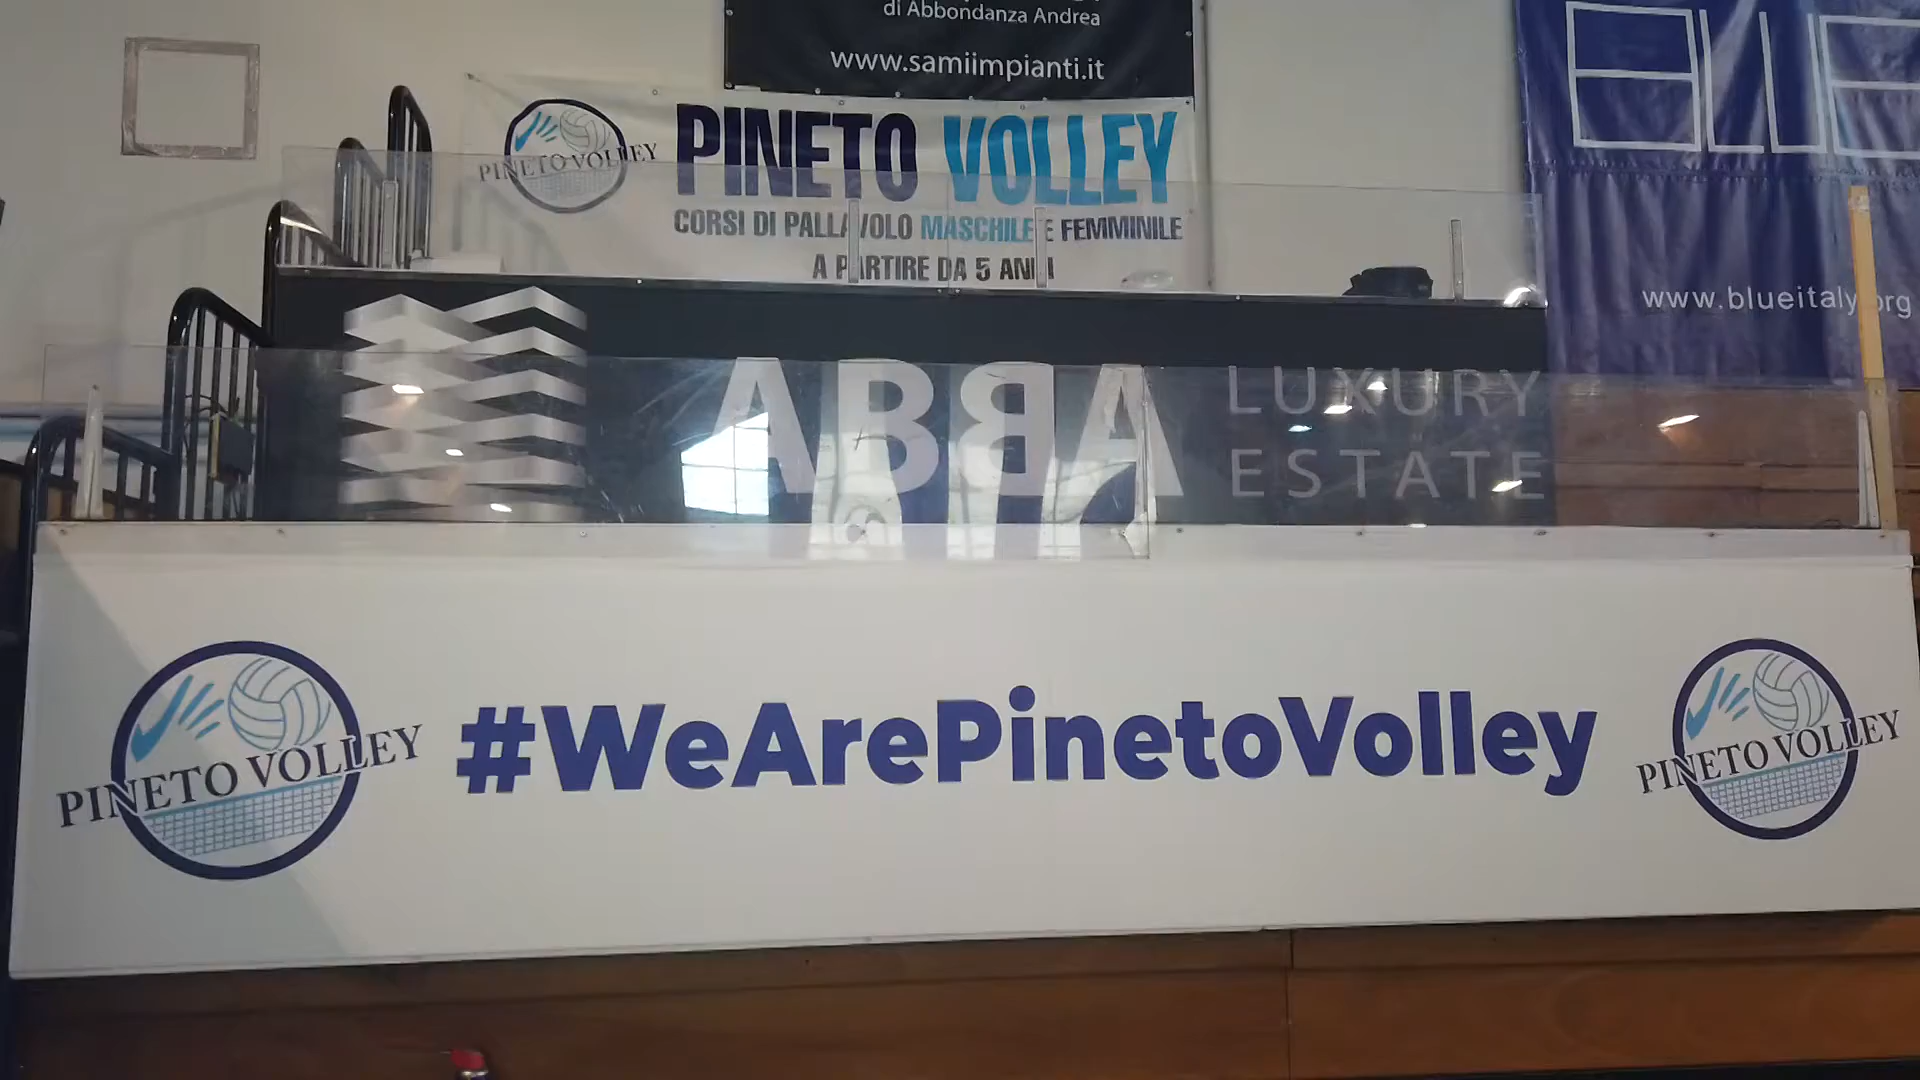 di Abbondanza Andrea
www.samiimpianti.it
PINETO VOLLEY
PINETO VOLLEY
CORSI DI PALLAVOLO MASCHILE E FEMMINILE
A PARTIRE DA 5 ANNI
BLUE
www.blueitaly.org
ABBA
LUXURY
ESTATE
PINETO VOLLEY
#WeArePinetoVolley
PINETO VOLLEY